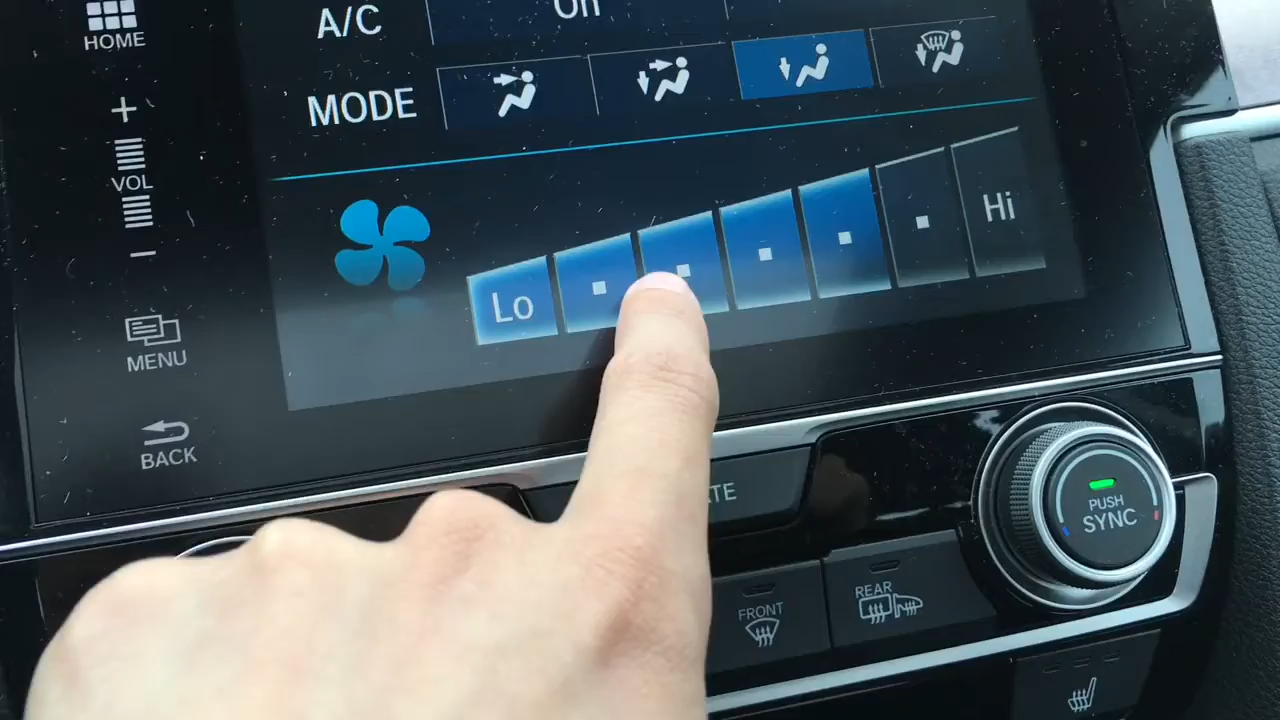 HOME
A/C
On
MODE
+
VOL
−
Lo
Hi
MENU
BACK
PUSH
SYNC
FRONT
REAR